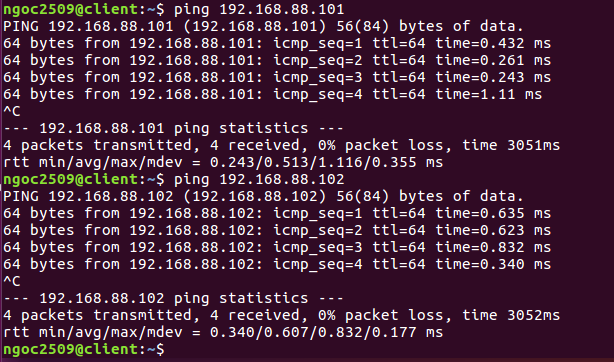 ngoc2509@client:~$ ping 192.168.88.101
PING 192.168.88.101 (192.168.88.101) 56(84) bytes of data.
64 bytes from 192.168.88.101: icmp_seq=1 ttl=64 time=0.432 ms
64 bytes from 192.168.88.101: icmp_seq=2 ttl=64 time=0.261 ms
64 bytes from 192.168.88.101: icmp_seq=3 ttl=64 time=0.243 ms
64 bytes from 192.168.88.101: icmp_seq=4 ttl=64 time=1.11 ms
^C
--- 192.168.88.101 ping statistics ---
4 packets transmitted, 4 received, 0% packet loss, time 3051ms
rtt min/avg/max/mdev = 0.243/0.513/1.116/0.355 ms
ngoc2509@client:~$ ping 192.168.88.102
PING 192.168.88.102 (192.168.88.102) 56(84) bytes of data.
64 bytes from 192.168.88.102: icmp_seq=1 ttl=64 time=0.635 ms
64 bytes from 192.168.88.102: icmp_seq=2 ttl=64 time=0.623 ms
64 bytes from 192.168.88.102: icmp_seq=3 ttl=64 time=0.832 ms
64 bytes from 192.168.88.102: icmp_seq=4 ttl=64 time=0.340 ms
^C
--- 192.168.88.102 ping statistics ---
4 packets transmitted, 4 received, 0% packet loss, time 3052ms
rtt min/avg/max/mdev = 0.340/0.607/0.832/0.177 ms
ngoc2509@client:~$